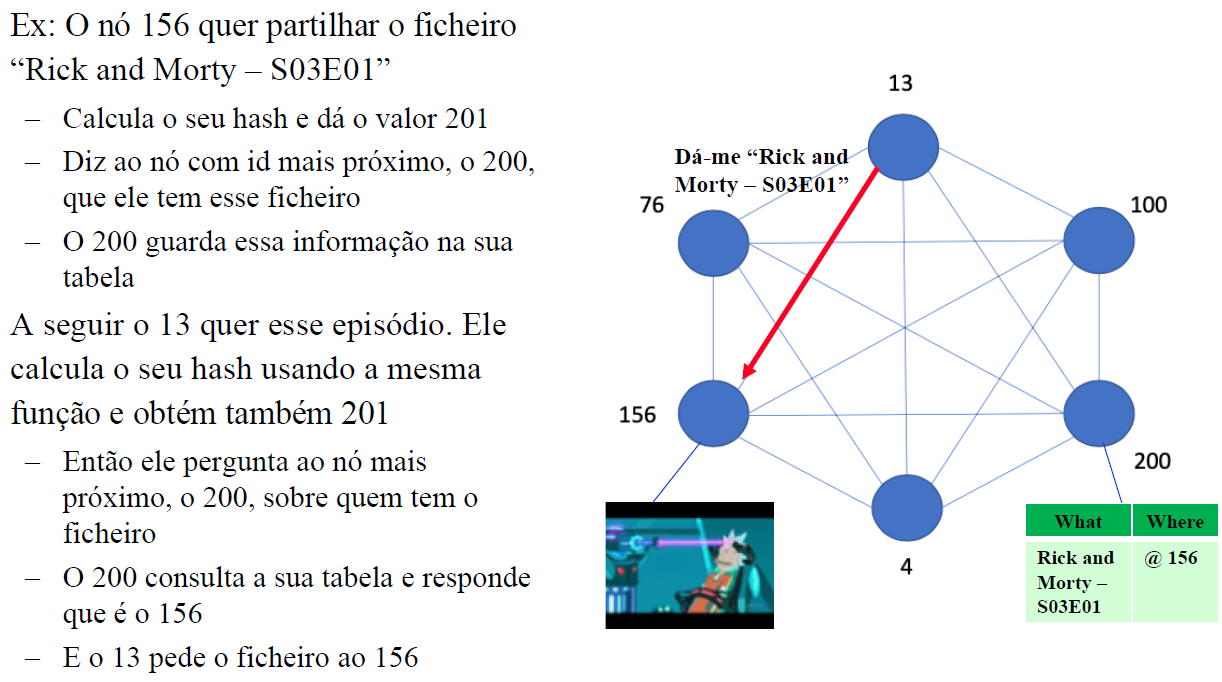 Ex: O nó 156 quer partilhar o ficheiro
“Rick and Morty – S03E01”
– Calcula o seu hash e dá o valor 201
– Diz ao nó com id mais próximo, o 200,
que ele tem esse ficheiro
– O 200 guarda essa informação na sua
tabela
A seguir o 13 quer esse episódio. Ele
calcula o seu hash usando a mesma
função e obtém também 201
– Então ele pergunta ao nó mais
próximo, o 200, sobre quem tem o
ficheiro
– O 200 consulta a sua tabela e responde
que é o 156
– E o 13 pede o ficheiro ao 156
13
Dá-me “Rick and
Morty – S03E01”
76
100
156
200
4
What Where
Rick and @ 156
Morty –
S03E01